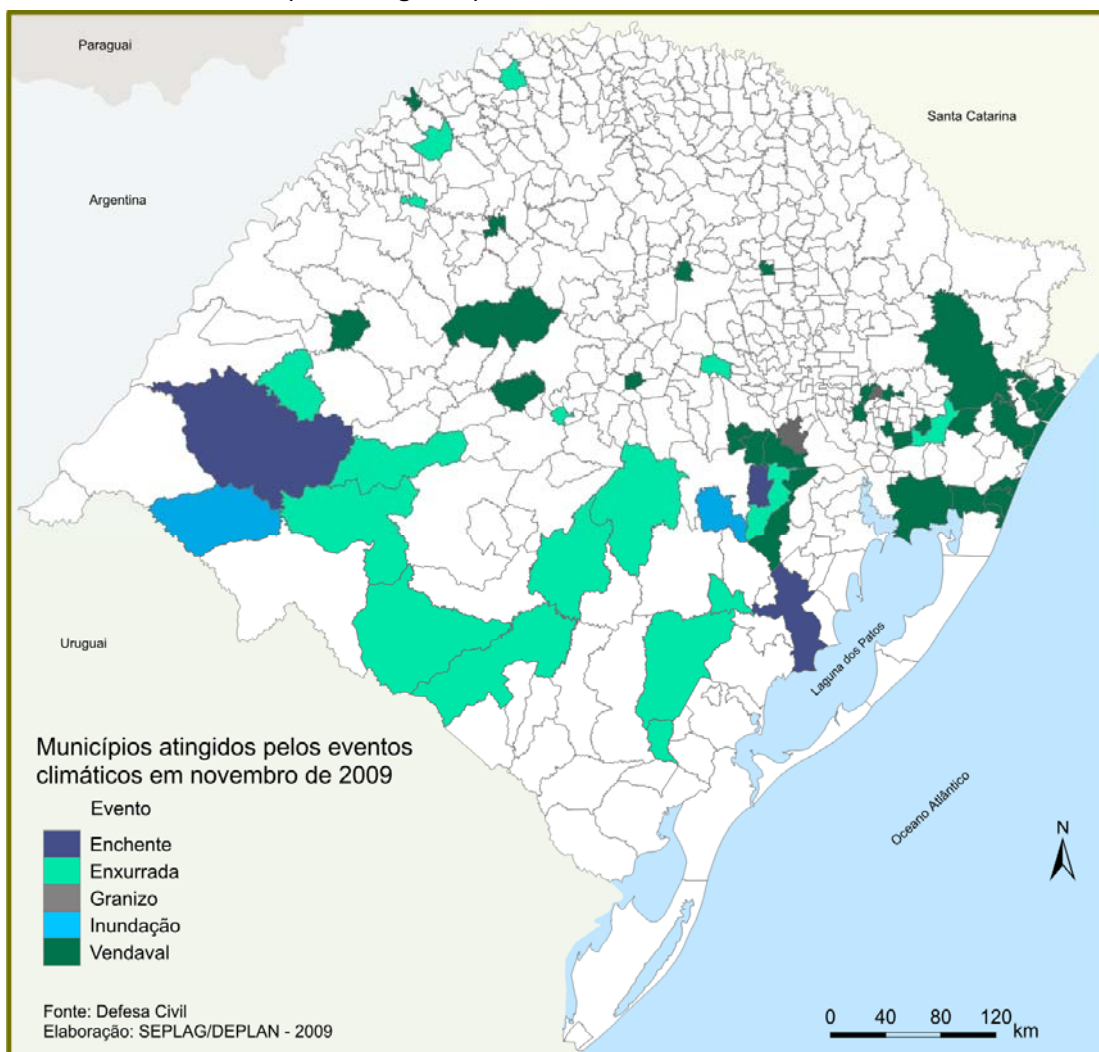 Paraguai
Santa Catarina
Argentina
Uruguai
Laguna dos Patos
Oceano Atlântico
N
Municípios atingidos pelos eventos
climáticos em novembro de 2009
Evento
Enchente
Enxurrada
Granizo
Inundação
Vendaval
Fonte: Defesa Civil
Elaboração: SEPLAG/DEPLAN - 2009
0 40 80 120
km